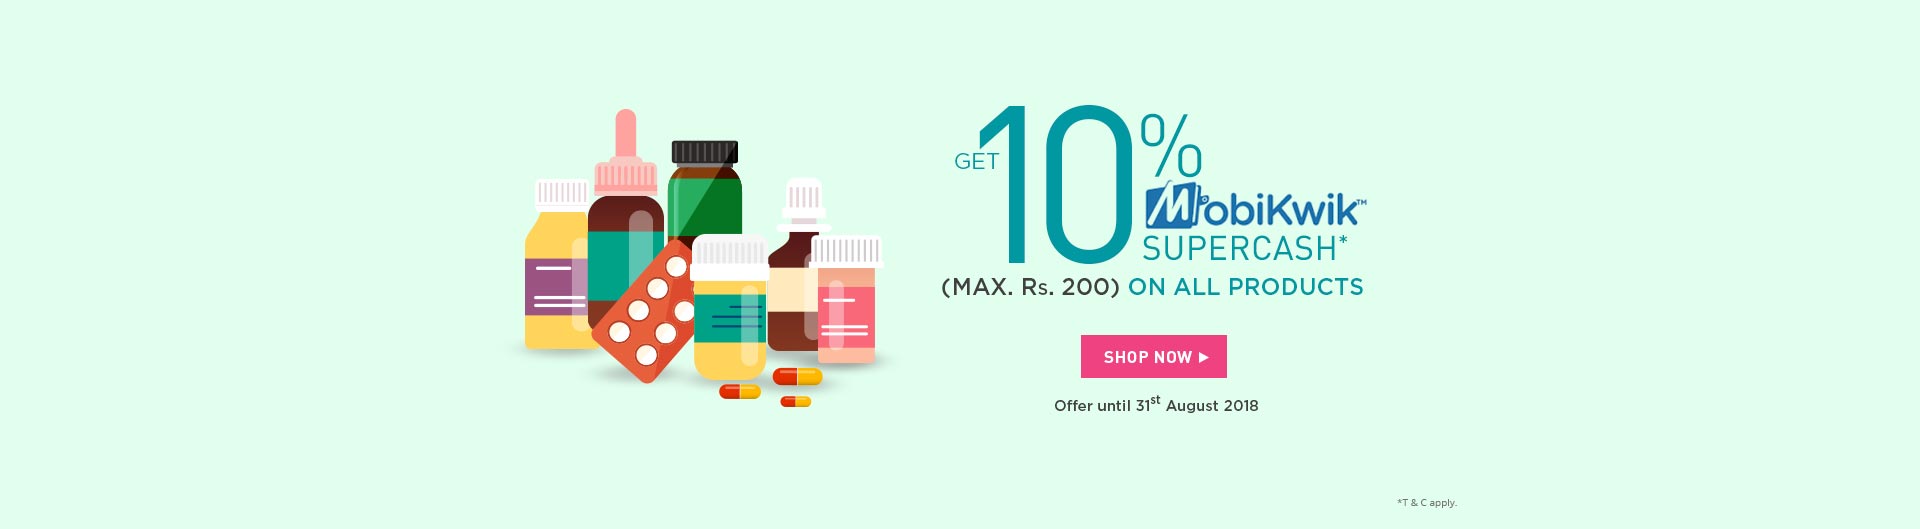 GET 10%
MobiKwik™
SUPERCASH*
(MAX. Rs. 200) ON ALL PRODUCTS
SHOP NOW ▶
Offer until 31st August 2018
*T & C apply.